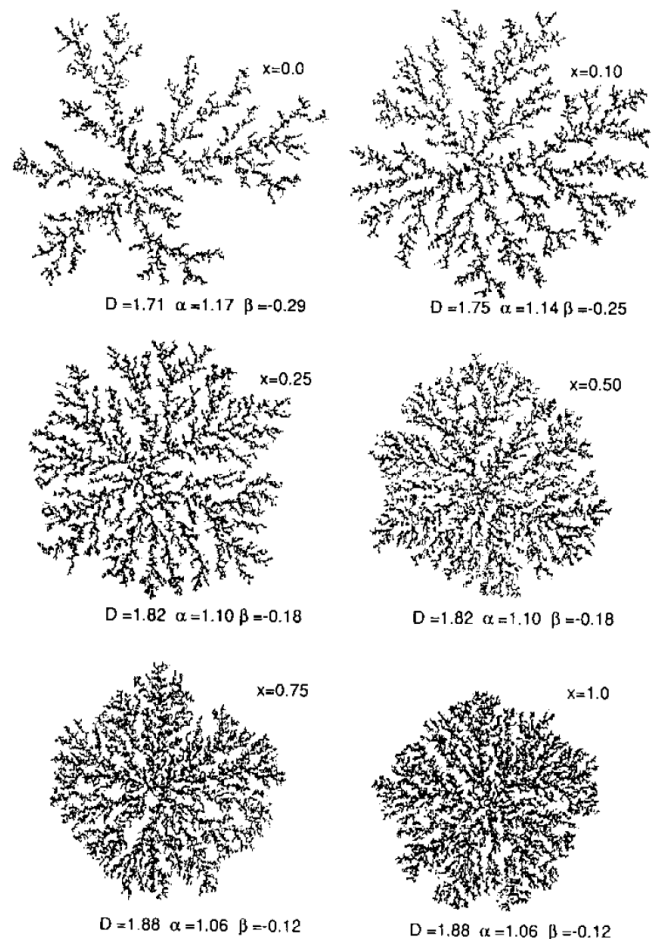 x=0.0
x=0.10
D =1.71 α =1.17 β =-0.29
D =1.75 α =1.14 β =-0.25
x=0.25
x=0.50
D =1.82 α =1.10 β =-0.18
D =1.82 α =1.10 β =-0.18
x=0.75
x=1.0
D =1.88 α =1.06 β =-0.12
D =1.88 α =1.06 β =-0.12